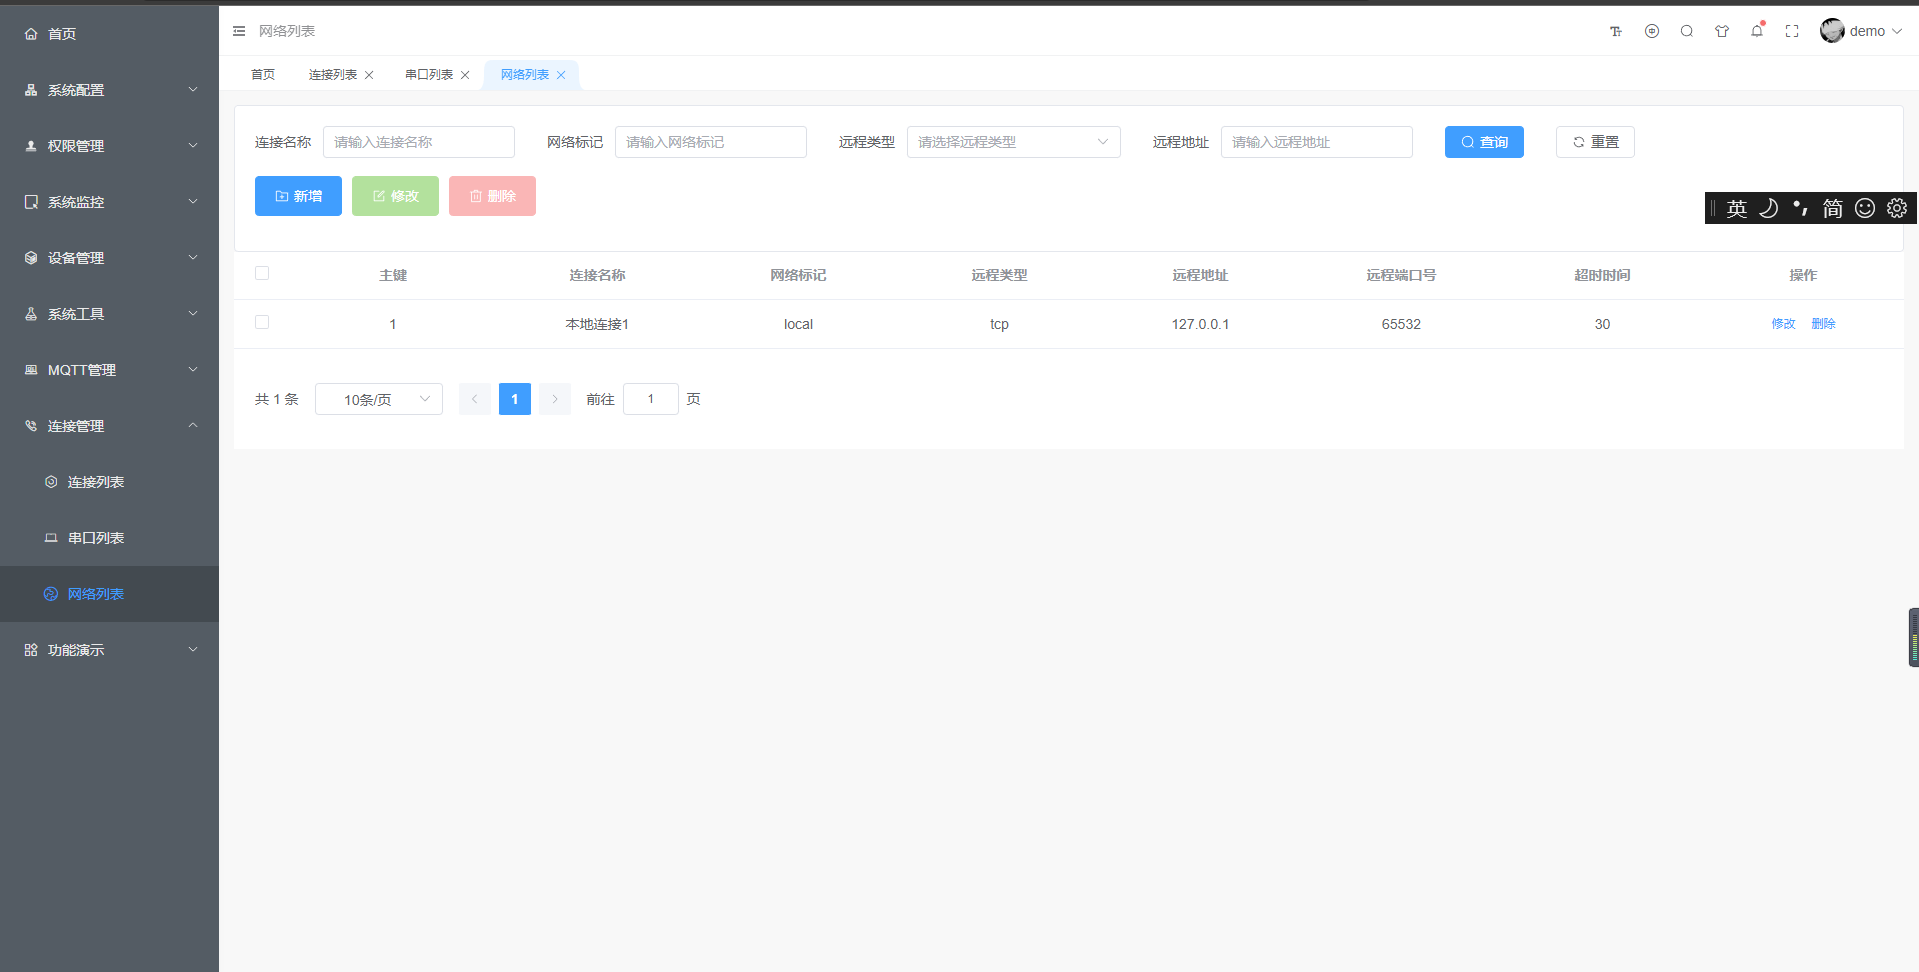 首页
系统配置
权限管理
系统监控
设备管理
系统工具
MQTT管理
连接管理
连接列表
串口列表
网络列表
功能演示
网络列表
demo
首页 连接列表 串口列表 网络列表
连接名称 请输入连接名称 网络标记 请输入网络标记 远程类型 请选择远程类型 远程地址 请输入远程地址 查询 重置
新增 修改 删除
英 简
主键 连接名称 网络标记 远程类型 远程地址 远程端口号 超时时间 操作
1 本地连接1 local tcp 127.0.0.1 65532 30 修改 删除
共 1 条 10条/页 1 前往 1 页